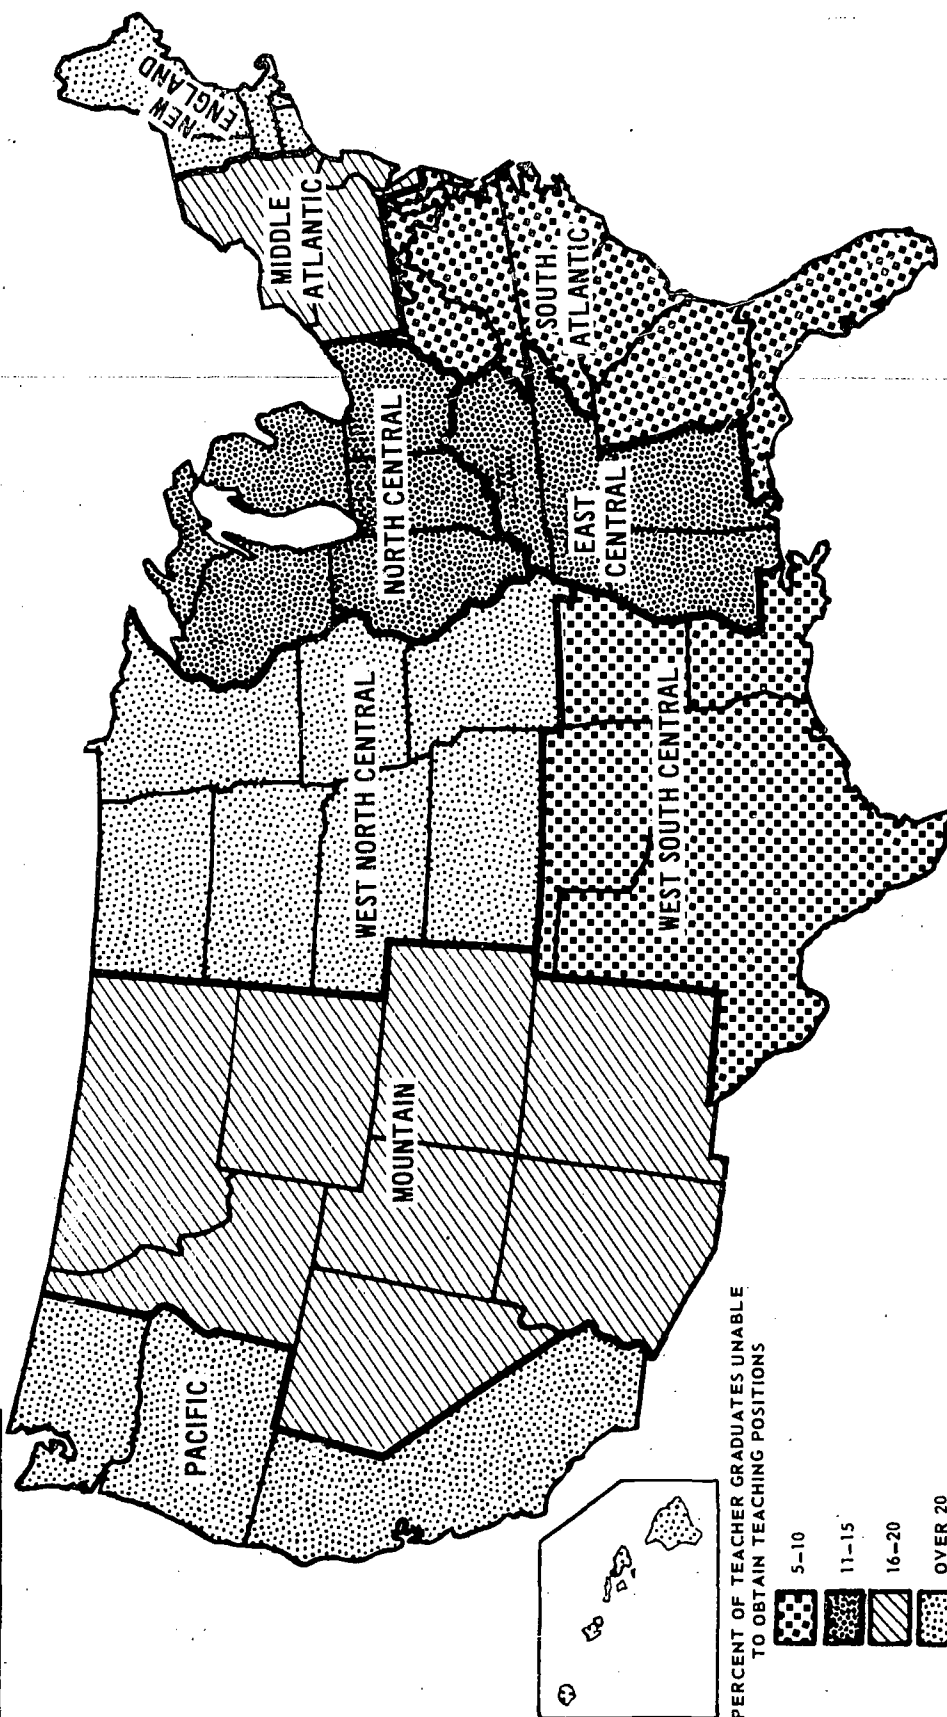 PACIFIC
MOUNTAIN
WEST NORTH CENTRAL
WEST SOUTH CENTRAL
NORTH CENTRAL
EAST
CENTRAL
SOUTH
ATLANTIC
MIDDLE
ATLANTIC
NEW
ENGLAND
PERCENT OF TEACHER GRADUATES UNABLE
TO OBTAIN TEACHING POSITIONS
5-10
11-15
16-20
OVER 20